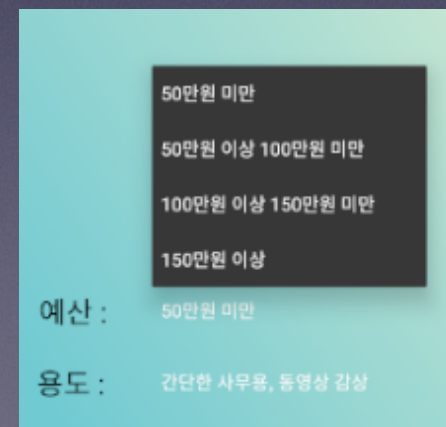 50만원 미만
50만원 이상 100만원 미만
100만원 이상 150만원 미만
150만원 이상
예산 : 50만원 미만
용도 : 간단한 사무용, 동영상 감상